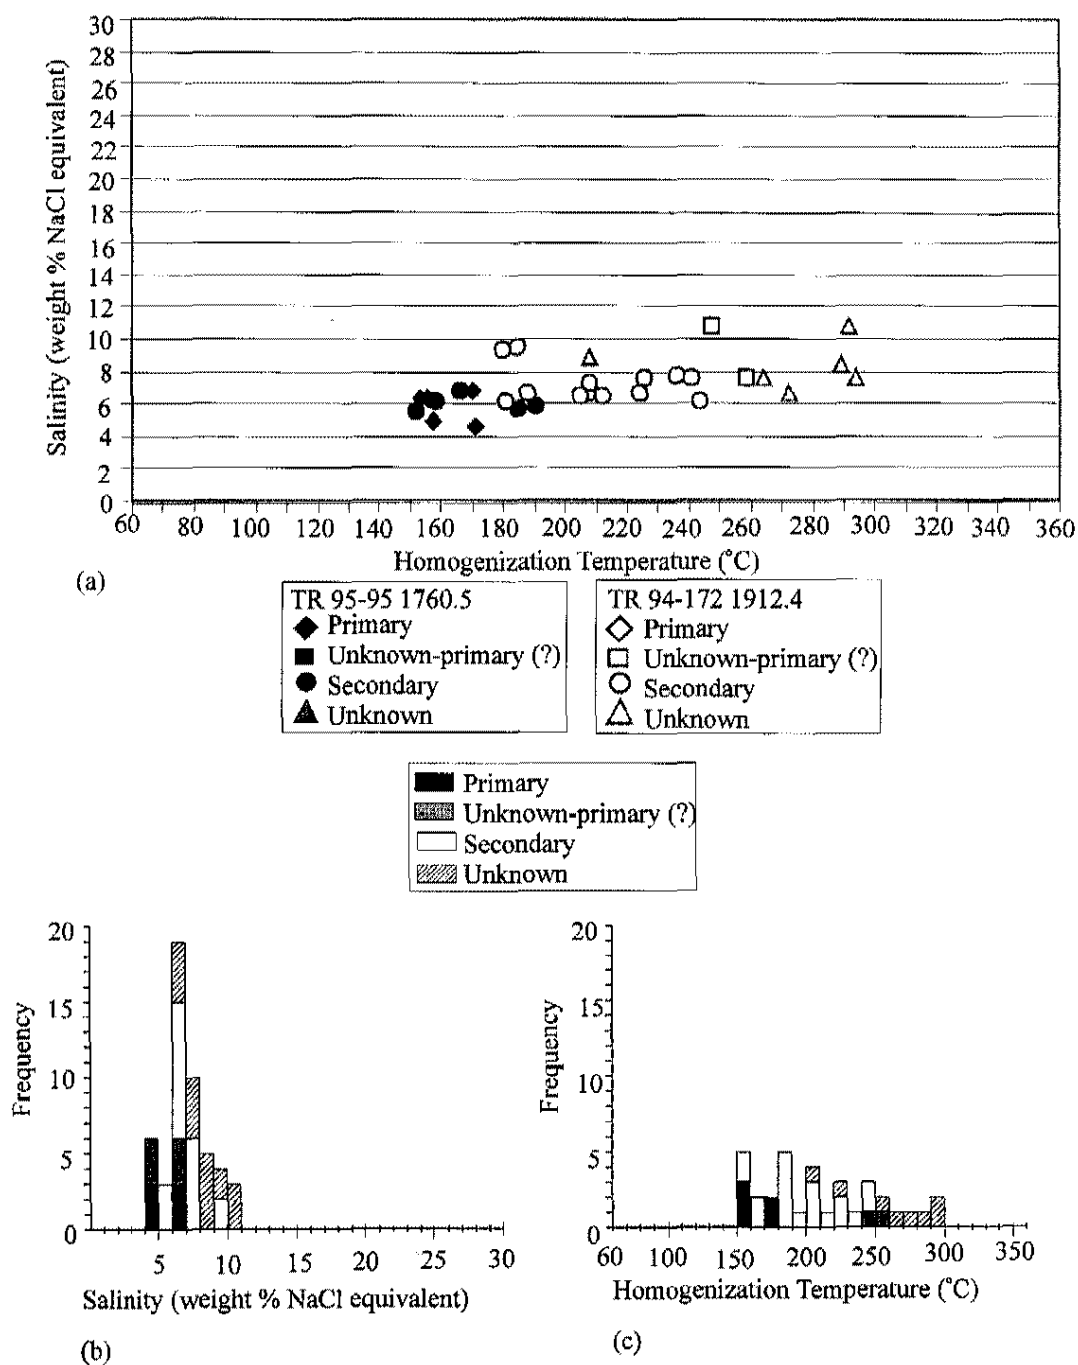 30
28
26
24
22
20
18
16
14
12
10
8
6
4
2
0
Salinity (weight % NaCl equivalent)
60 100 120 140 160 180 200 220 240 260 280 300 320 340 360
Homogenization Temperature (°C)
(a)
TR 95-95 1760.5
Primary
Unknown-primary (?)
Secondary
Unknown
TR 94-172 1912.4
Primary
Unknown-primary (?)
Secondary
Unknown
Primary
Unknown-primary (?)
Secondary
Unknown
20
15
10
5
0
Frequency
5 10 15 20 25 30
Salinity (weight % NaCl equivalent)
(b)
20
15
10
5
0
Frequency
60 100 150 200 250 300 350
Homogenization Temperature (°C)
(c)